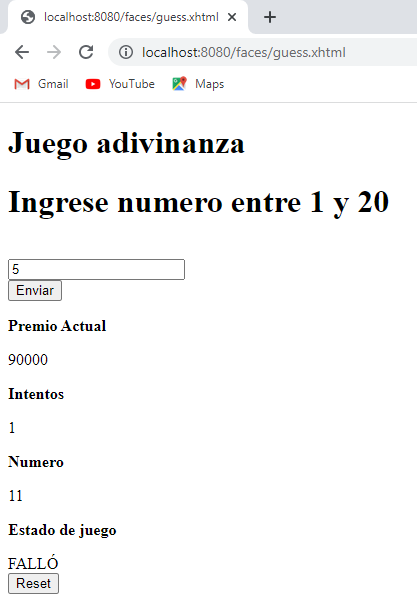 localhost:8080/faces/guess.xhtml
localhost:8080/faces/guess.xhtml
Gmail YouTube Maps
Juego adivinanza
Ingrese numero entre 1 y 20
5
Enviar
Premio Actual
90000
Intentos
1
Numero
11
Estado de juego
FALLÓ
Reset